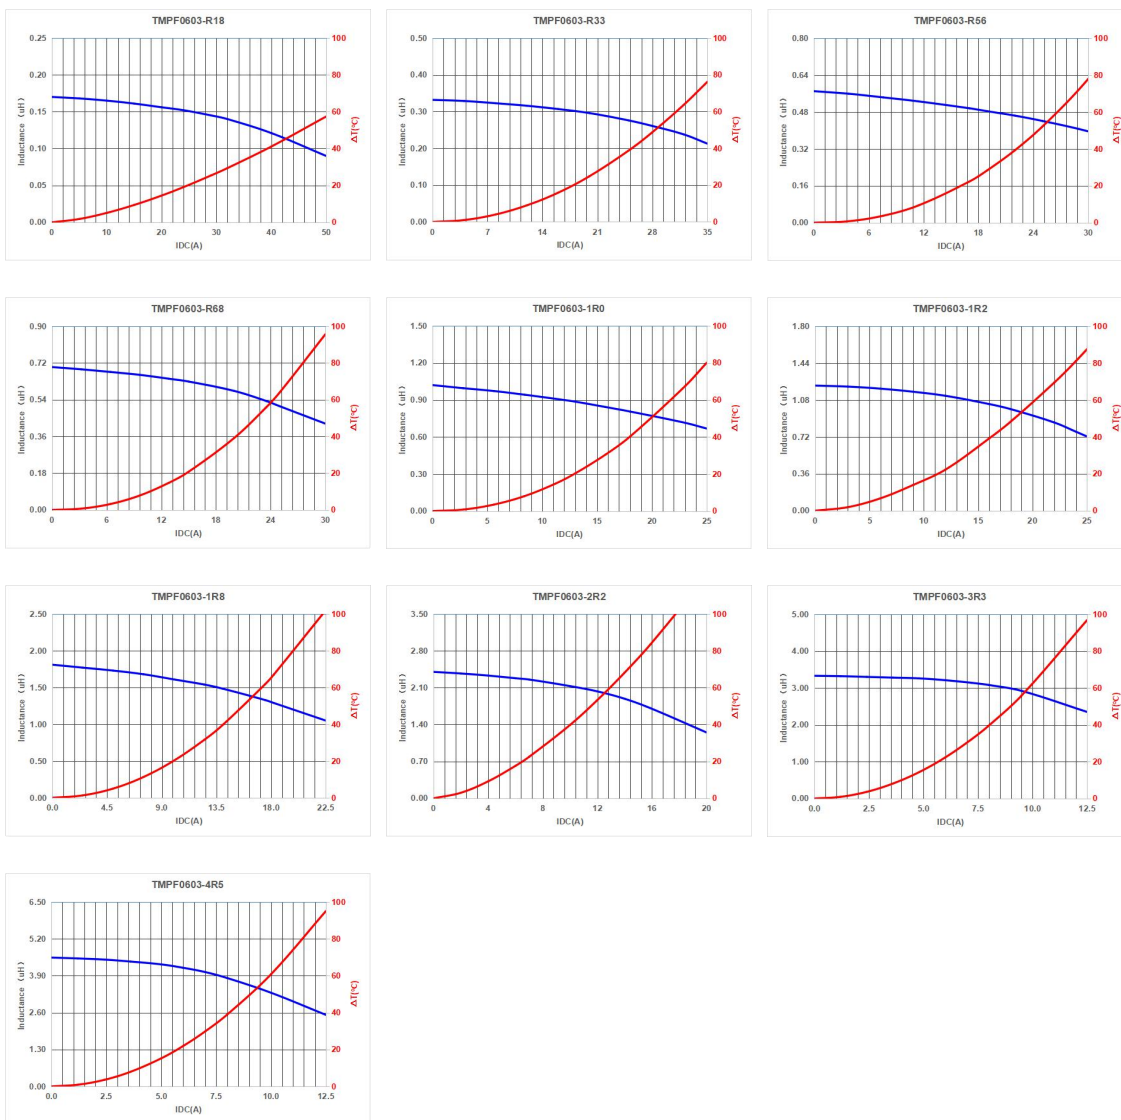 TMPF0603-R18
0.25 0.20 0.15 0.10 0.05 0.00
Inductance （uH）
100 80 60 40 20 0
ΔT(℃)
0 10 20 30 40 50
IDC(A)
TMPF0603-R33
0.50 0.40 0.30 0.20 0.10 0.00
Inductance （uH）
100 80 60 40 20 0
ΔT(℃)
0 7 14 21 28 35
IDC(A)
TMPF0603-R56
0.80 0.64 0.48 0.32 0.16 0.00
Inductance （uH）
100 80 60 40 20 0
ΔT(℃)
0 6 12 18 24 30
IDC(A)
TMPF0603-R68
0.90 0.72 0.54 0.36 0.18 0.00
Inductance （uH）
100 80 60 40 20 0
ΔT(℃)
0 6 12 18 24 30
IDC(A)
TMPF0603-1R0
1.50 1.20 0.90 0.60 0.30 0.00
Inductance （uH）
100 80 60 40 20 0
ΔT(℃)
0 5 10 15 20 25
IDC(A)
TMPF0603-1R2
1.80 1.44 1.08 0.72 0.36 0.00
Inductance （uH）
100 80 60 40 20 0
ΔT(℃)
0 5 10 15 20 25
IDC(A)
TMPF0603-1R8
2.50 2.00 1.50 1.00 0.50 0.00
Inductance （uH）
100 80 60 40 20 0
ΔT(℃)
0.0 4.5 9.0 13.5 18.0 22.5
IDC(A)
TMPF0603-2R2
3.50 2.80 2.10 1.40 0.70 0.00
Inductance （uH）
100 80 60 40 20 0
ΔT(℃)
0 4 8 12 16 20
IDC(A)
TMPF0603-3R3
5.00 4.00 3.00 2.00 1.00 0.00
Inductance （uH）
100 80 60 40 20 0
ΔT(℃)
0.0 2.5 5.0 7.5 10.0 12.5
IDC(A)
TMPF0603-4R5
6.50 5.20 3.90 2.60 1.30 0.00
Inductance （uH）
100 80 60 40 20 0
ΔT(℃)
0.0 2.5 5.0 7.5 10.0 12.5
IDC(A)